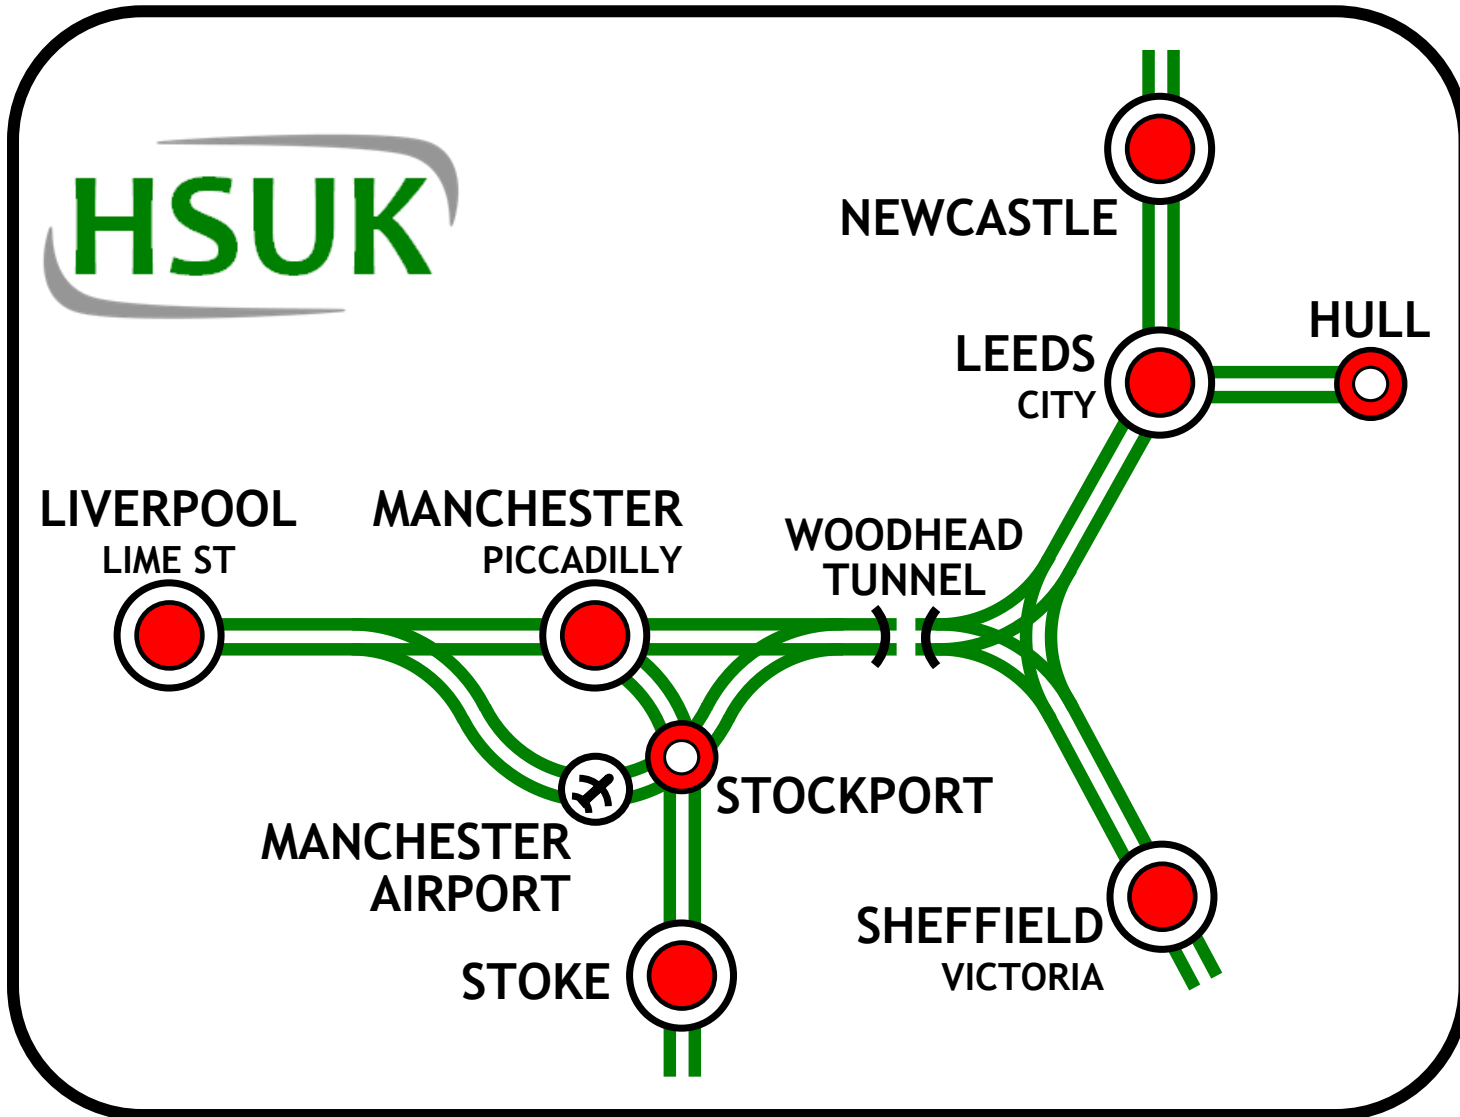 HSUK
NEWCASTLE
HULL
LEEDS
CITY
LIVERPOOL
LIME ST
MANCHESTER
PICCADILLY
WOODHEAD
TUNNEL
STOCKPORT
MANCHESTER
AIRPORT
STOKE
SHEFFIELD
VICTORIA